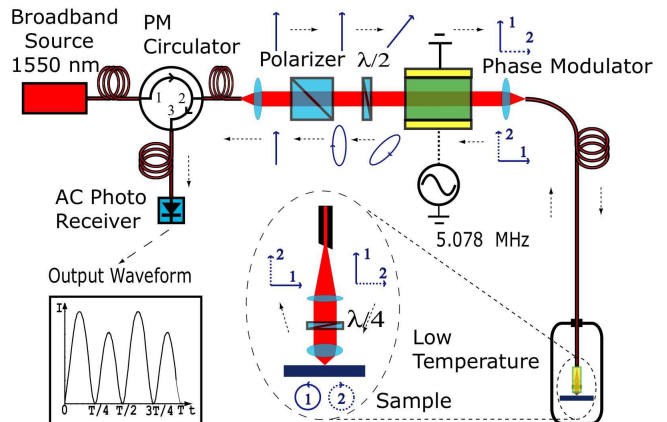 Broadband
Source
1550 nm
PM
Circulator
1
2
3
Polarizer
λ/2
1
2
Phase Modulator
2
1
AC Photo
Receiver
5.078 MHz
Output Waveform
I
0
T/4
T/2
3T/4
T
t
2
1
1
2
λ/4
Low
Temperature
1
2
Sample